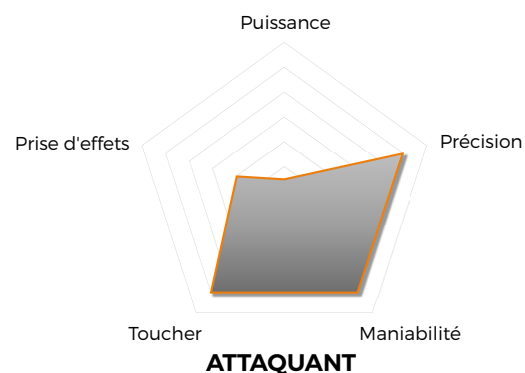 Puissance
Prise d'effets
Précision
Toucher
Maniabilité
ATTAQUANT